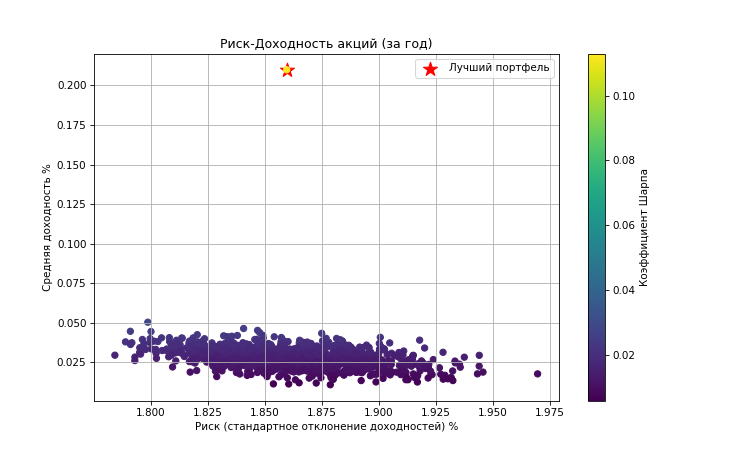 Риск-Доходность акций (за год)
Лучший портфель
0.200
0.175
0.150
0.125
0.100
0.075
0.050
0.025
Средняя доходность %
1.800 1.825 1.850 1.875 1.900 1.925 1.950 1.975
Риск (стандартное отклонение доходностей) %
0.10
0.08
0.06
0.04
0.02
Коэффициент Шарпа